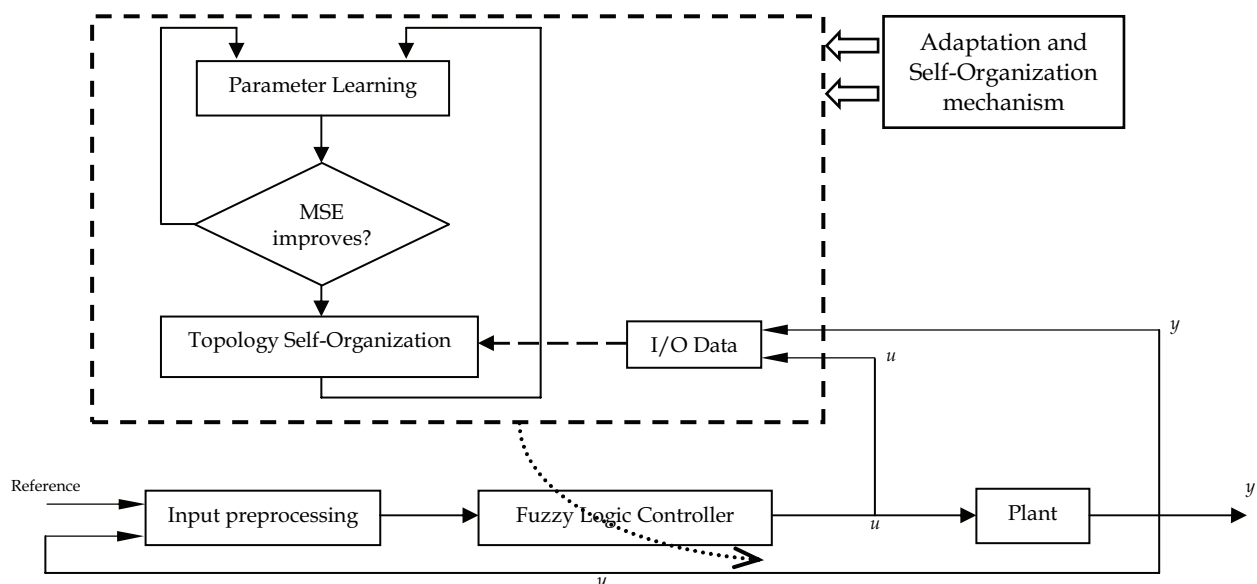 Adaptation and
Self-Organization
mechanism
Parameter Learning
MSE
improves?
Topology Self-Organization
I/O Data
y
u
Reference
Input preprocessing
Fuzzy Logic Controller
u
Plant
y
y